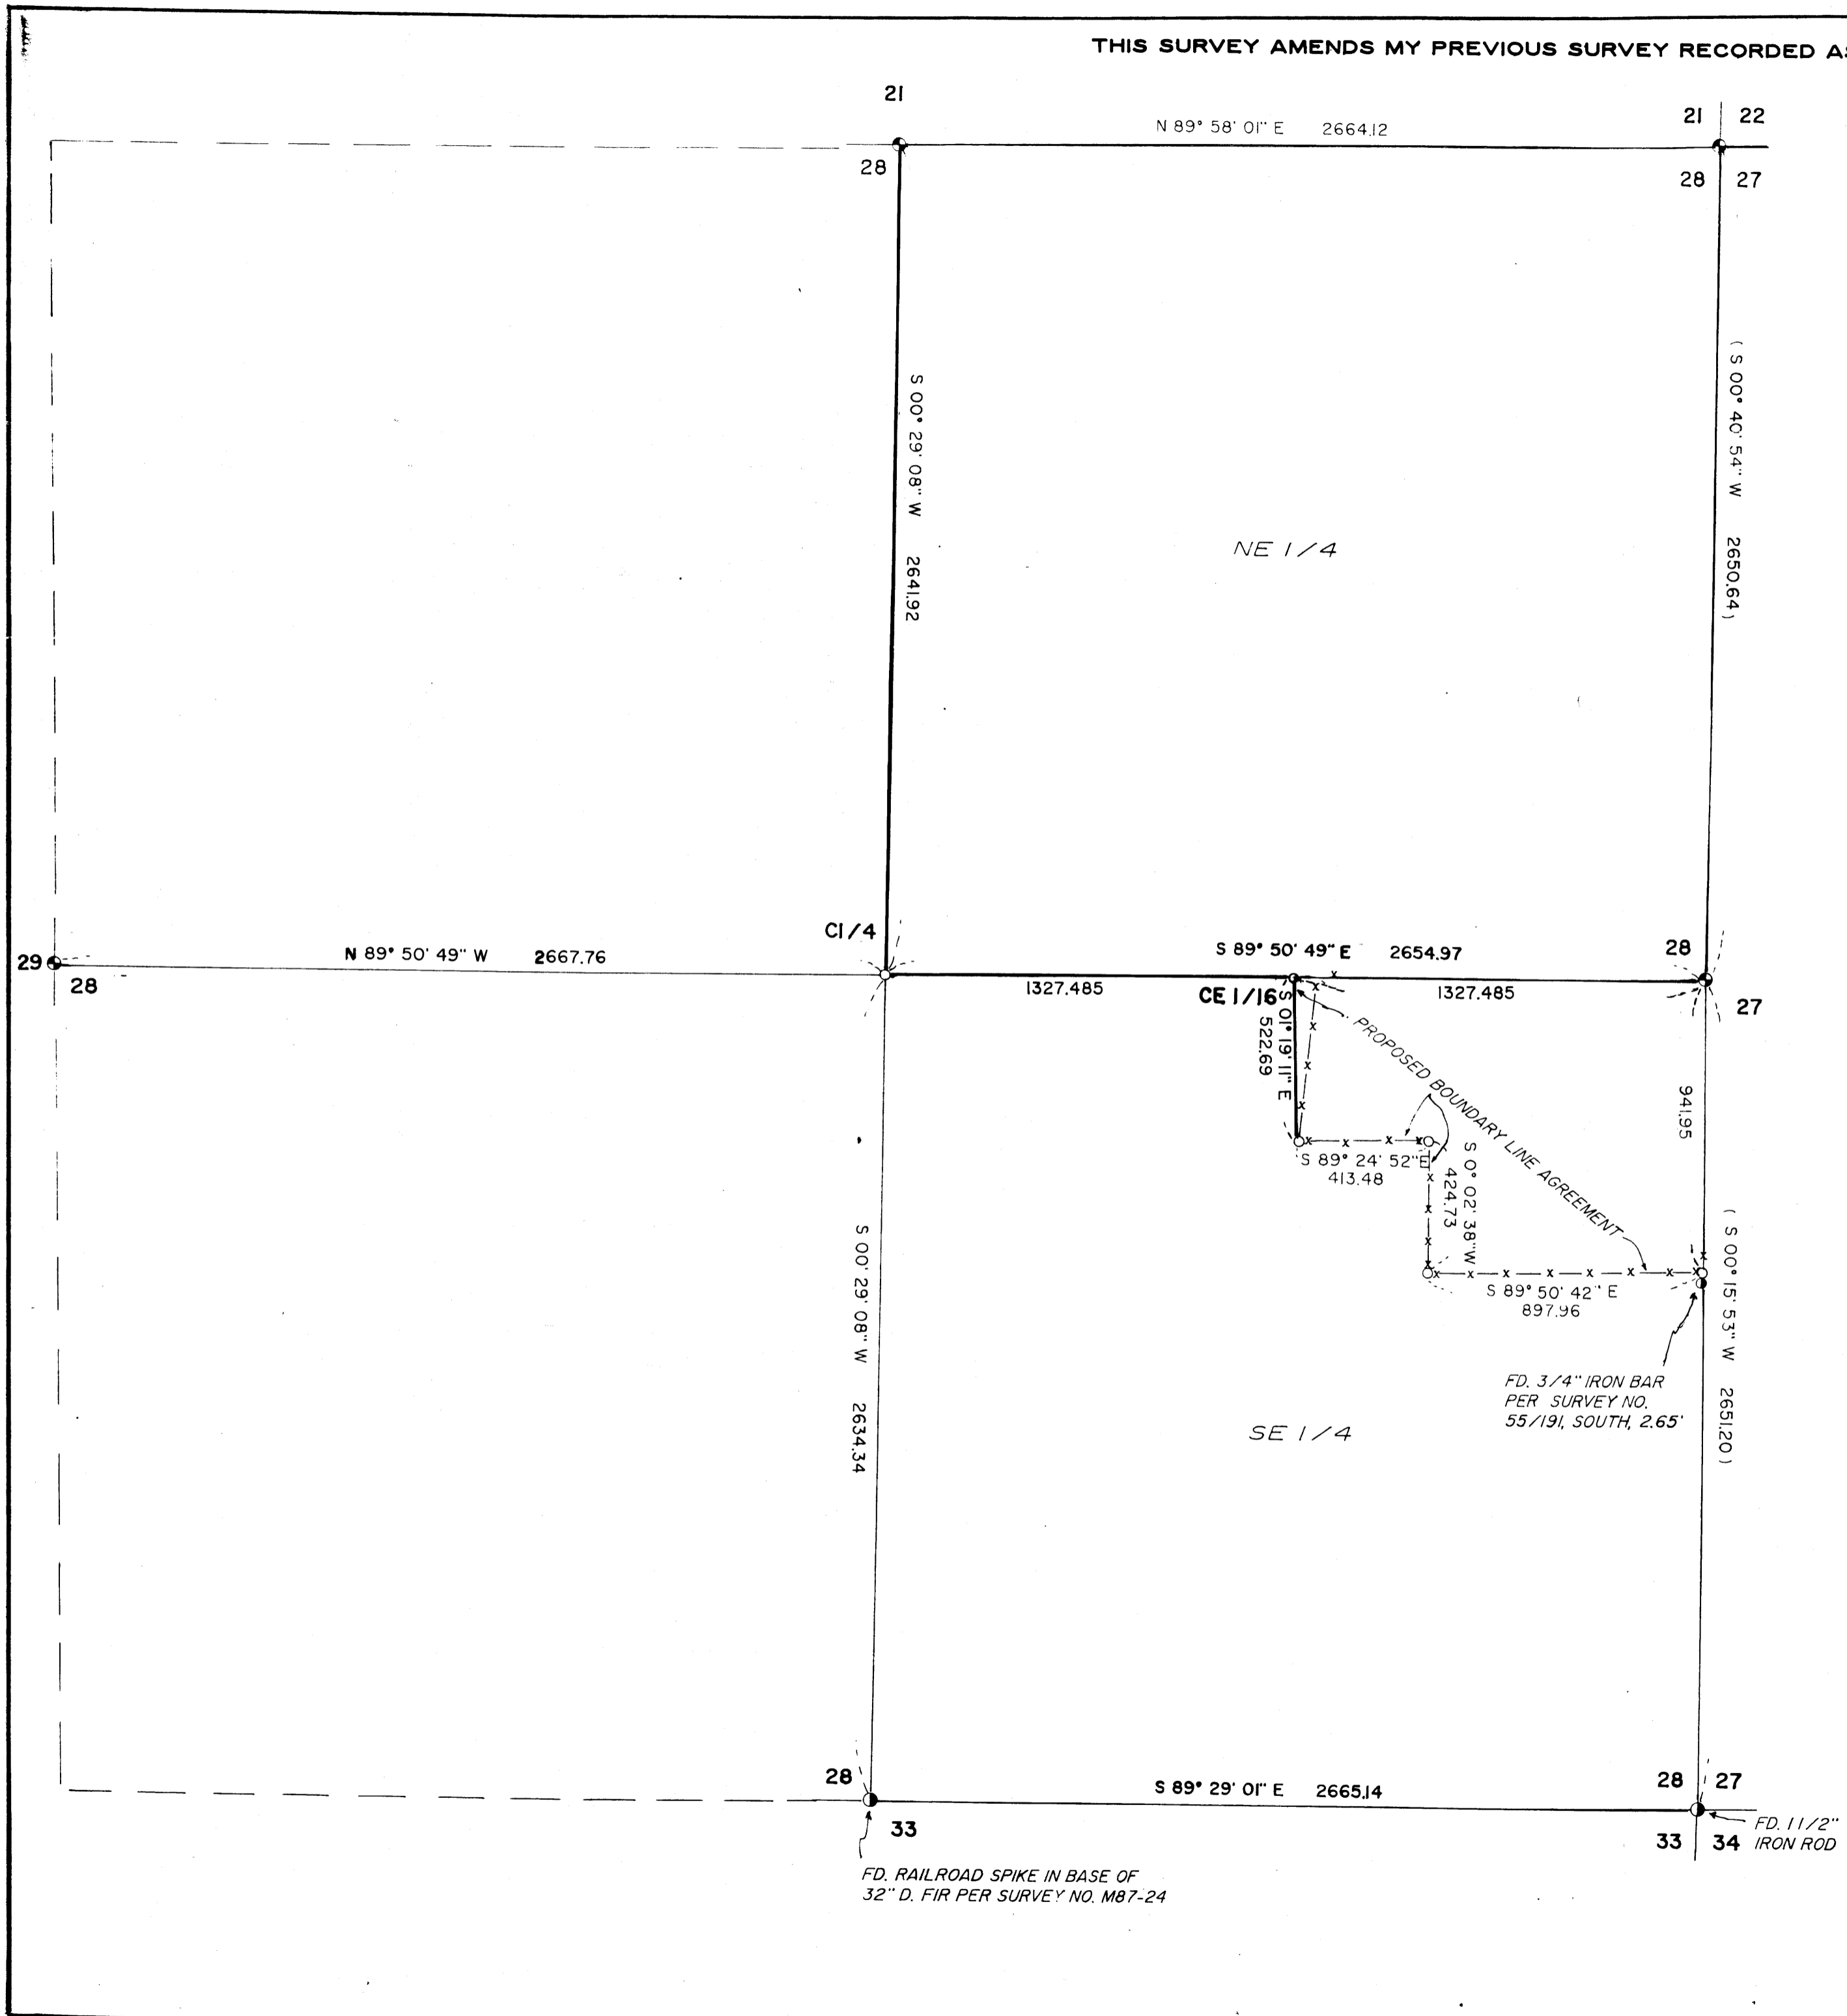 THIS SURVEY AMENDS MY PREVIOUS SURVEY RECORDED
21
N 89° 58' 01" E 2664.12
21 22
28
28 27
S 00° 29' 08" W 2641.92
( S 00° 40' 54" W 2650.64 )
NE 1/4
C1/4
N 89° 50' 49" W 2667.76
S 89° 50' 49" E 2654.97
28
29
28
1327.485
CE 1/16
1327.485
27
S 01° 19' 11" E
522.69
PROPOSED BOUNDARY LINE AGREEMENT
941.95
S 89° 24' 52" E
413.48
S 0° 02' 38" W
424.73
S 00' 29' 08" W 2634.34
( S 00° 15' 53" W 2651.20 )
S 89° 50' 42" E
897.96
FD. 3/4" IRON BAR
PER SURVEY NO.
55/191, SOUTH, 2.65'
SE 1/4
28
S 89° 29' 01" E 2665.14
28 27
33
33 34
FD. 1 1/2"
IRON ROD
FD. RAILROAD SPIKE IN BASE OF
32" D. FIR PER SURVEY NO. M87-24